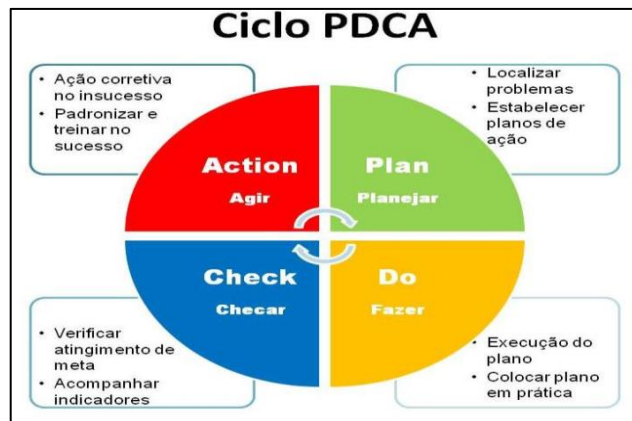 Ciclo PDCA
• Ação corretiva
no insucesso
• Padronizar e
treinar no
sucesso
• Localizar
problemas
• Estabelecer
planos de
ação
Action
Agir
Plan
Planejar
Check
Checar
Do
Fazer
• Verificar
atingimento de
meta
• Acompanhar
indicadores
• Execução do
plano
• Colocar plano
em prática